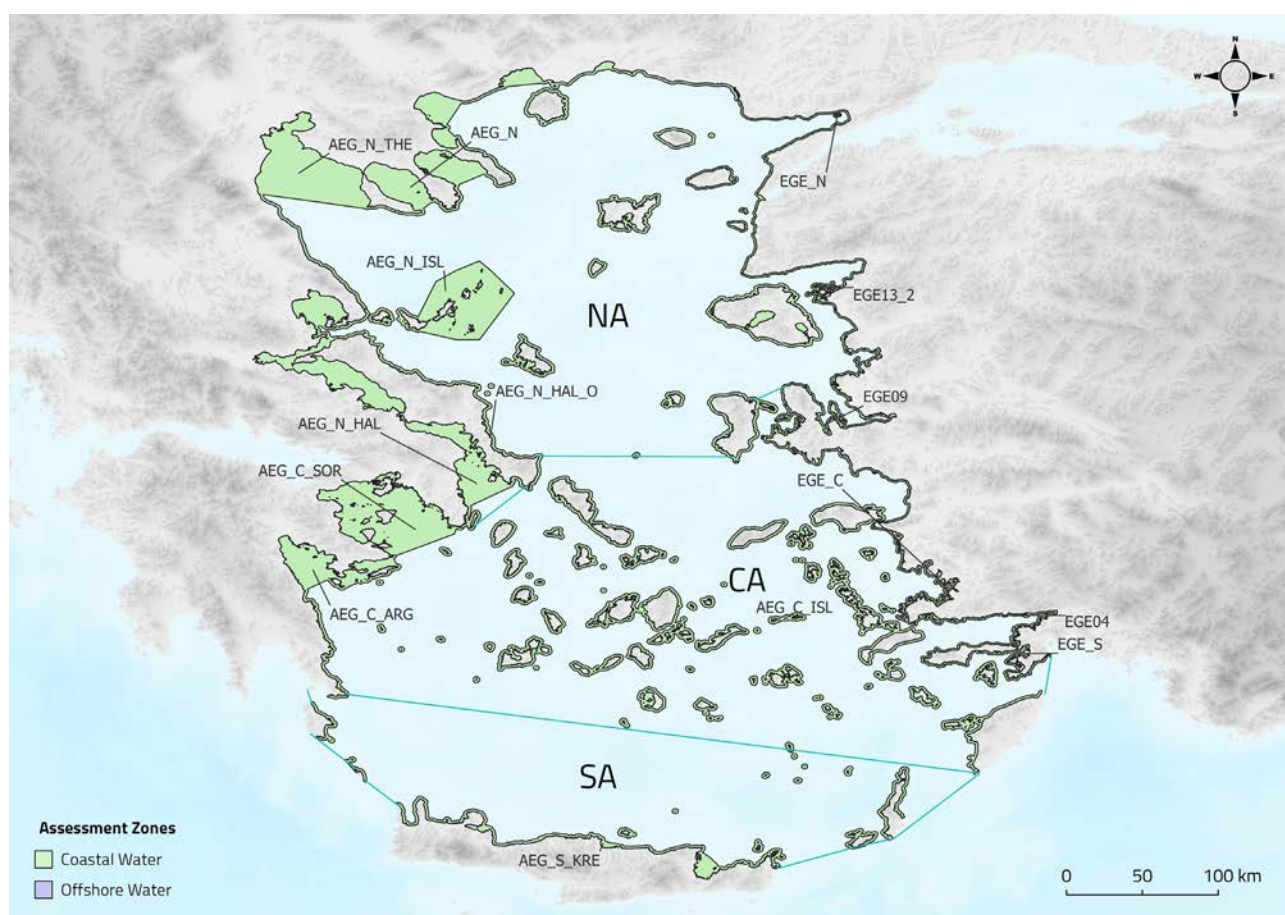 N
W E
S
AEG_N
AEG_N_THE
EGE_N
AEG_N_ISL
EGE13_2
NA
AEG_N_HAL_O
EGE09
AEG_N_HAL
AEG_C_SOR
EGE_C
CA
AEG_C_ISL
AEG_C_ARG
EGE04
EGE_S
SA
AEG_S_KRE
Assessment Zones
Coastal Water
Offshore Water
0 50 100 km